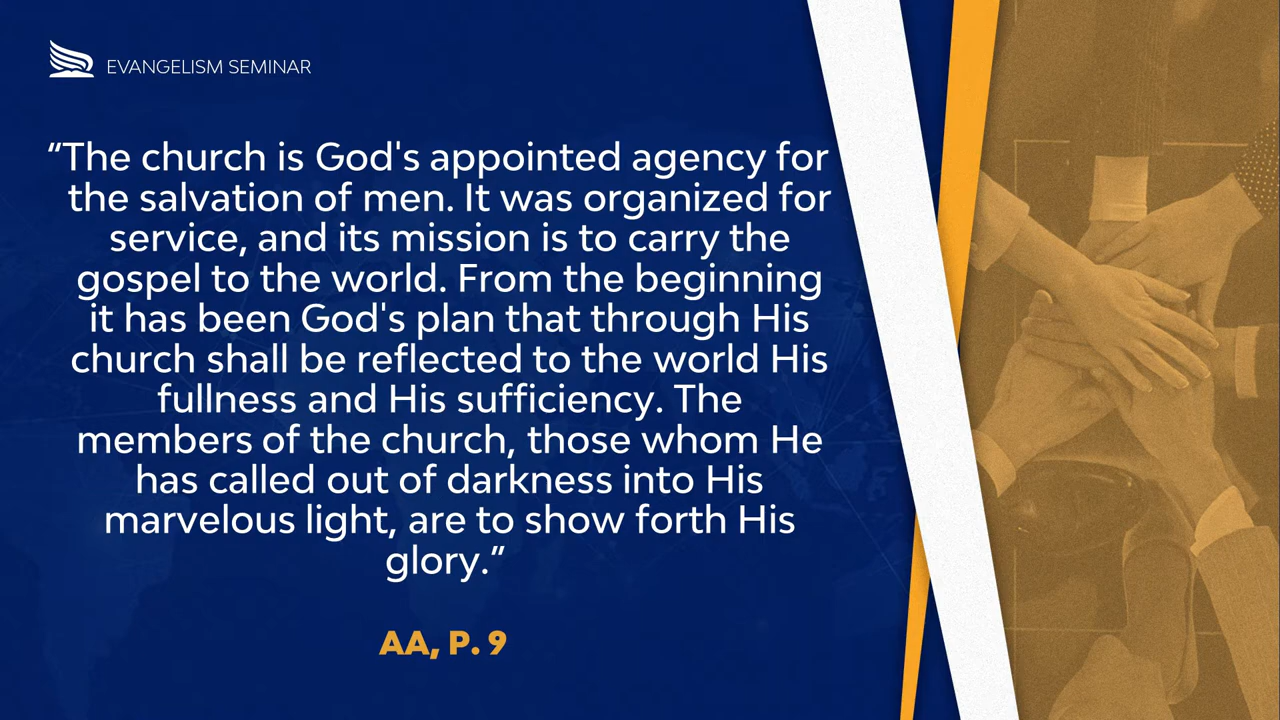 EVANGELISM SEMINAR
“The church is God's appointed agency for
the salvation of men. It was organized for
service, and its mission is to carry the
gospel to the world. From the beginning
it has been God's plan that through His
church shall be reflected to the world His
fullness and His sufficiency. The
members of the church, those whom He
has called out of darkness into His
marvelous light, are to show forth His
glory.”
AA, P. 9